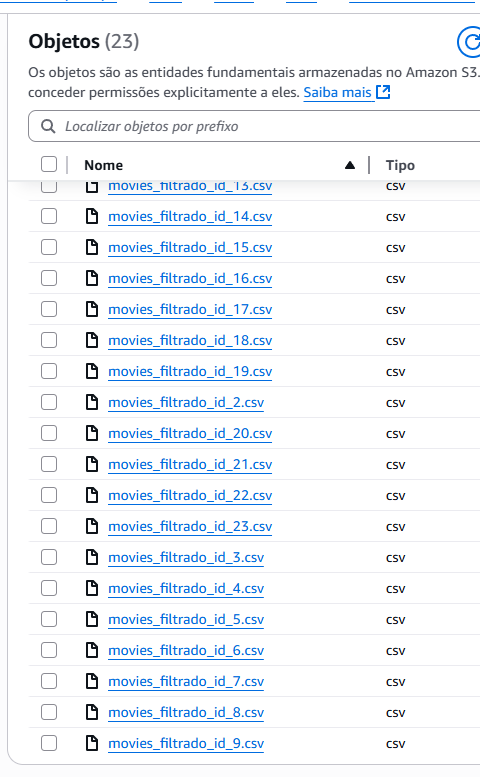 Objetos (23)
Os objetos são as entidades fundamentais armazenadas no Amazon S3.
conceder permissões explicitamente a eles. Saiba mais
Localizar objetos por prefixo
Nome Tipo
movies_filtrado_id_13.csv csv
movies_filtrado_id_14.csv csv
movies_filtrado_id_15.csv csv
movies_filtrado_id_16.csv csv
movies_filtrado_id_17.csv csv
movies_filtrado_id_18.csv csv
movies_filtrado_id_19.csv csv
movies_filtrado_id_2.csv csv
movies_filtrado_id_20.csv csv
movies_filtrado_id_21.csv csv
movies_filtrado_id_22.csv csv
movies_filtrado_id_23.csv csv
movies_filtrado_id_3.csv csv
movies_filtrado_id_4.csv csv
movies_filtrado_id_5.csv csv
movies_filtrado_id_6.csv csv
movies_filtrado_id_7.csv csv
movies_filtrado_id_8.csv csv
movies_filtrado_id_9.csv csv